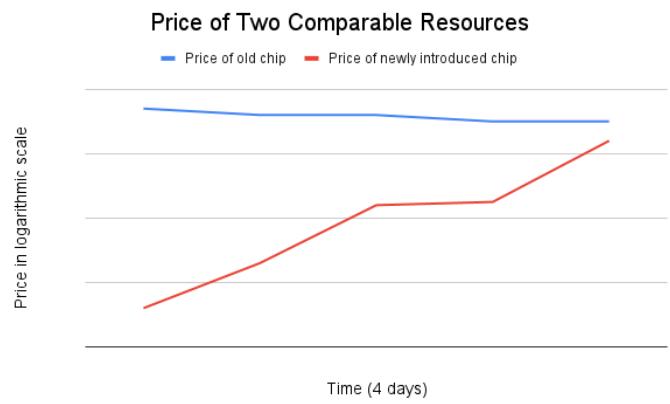 Price of Two Comparable Resources
Price of old chip Price of newly introduced chip
Price in logarithmic scale
Time (4 days)